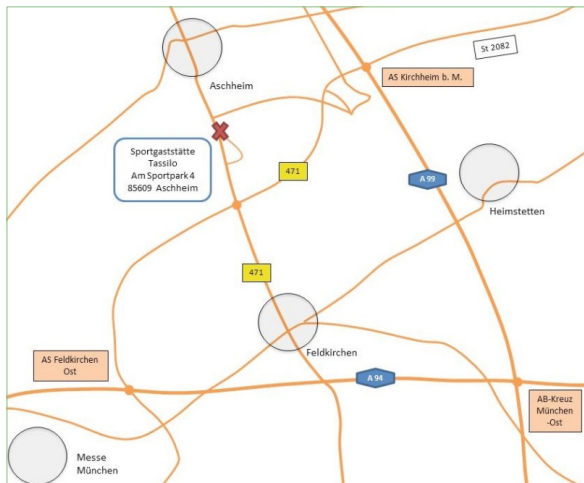 St 2082
Aschheim
AS Kirchheim b. M.
Sportgaststätte
Tassilo
Am Sportpark 4
85609 Aschheim
471
A 99
Heimstetten
471
Feldkirchen
AS Feldkirchen
Ost
A 94
AB-Kreuz
München
-Ost
Messe
München